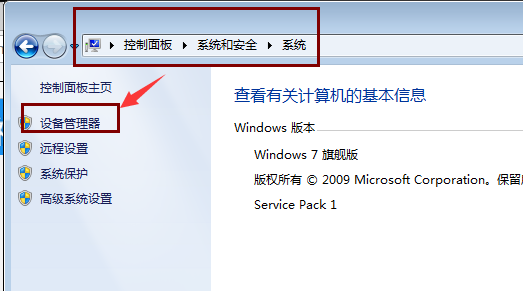 控制面板 ▸ 系统和安全 ▸ 系统
控制面板主页
设备管理器
远程设置
系统保护
高级系统设置
查看有关计算机的基本信息
Windows 版本
Windows 7 旗舰版
版权所有 © 2009 Microsoft Corporation。保留
Service Pack 1